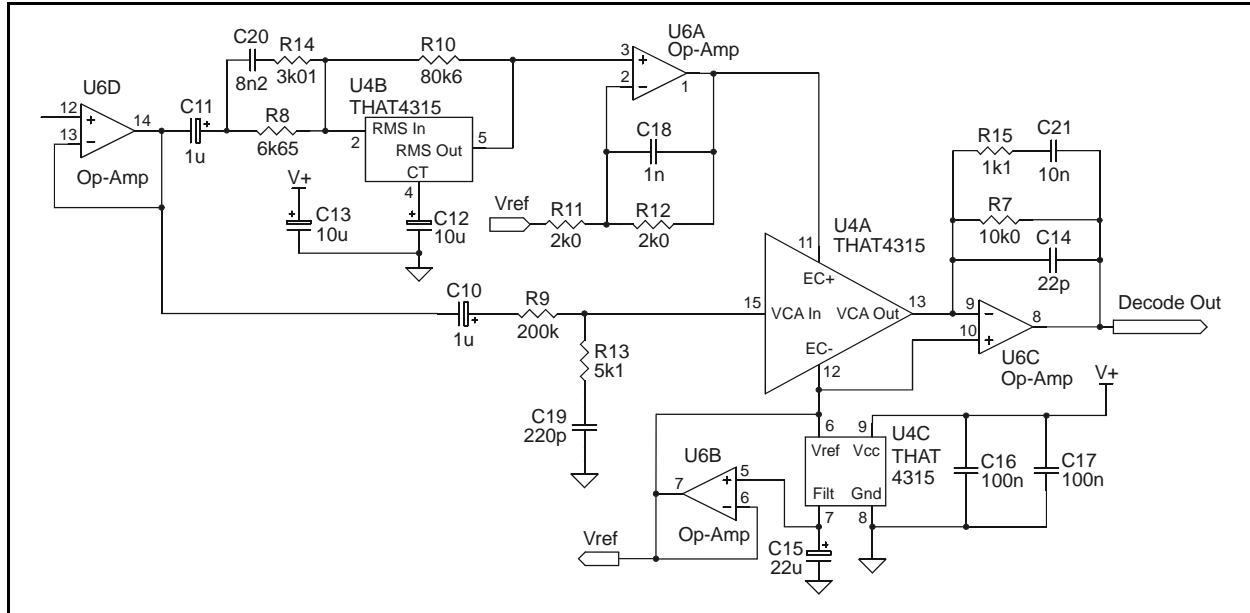 U6D
12
13
14
+
−
Op-Amp
C11
+
1u
C20
8n2
R14
3k01
R8
6k65
R10
80k6
U4B
THAT4315
RMS In
RMS Out
CT
2
5
4
V+
+
C13
10u
+
C12
10u
U6A
Op-Amp
3
2
1
+
−
C18
1n
Vref
R11
2k0
R12
2k0
C10
+
1u
R9
200k
R13
5k1
C19
220p
U4A
THAT4315
11
EC+
15
VCA In
VCA Out
13
EC-
12
R15
1k1
C21
10n
R7
10k0
C14
22p
9
10
8
−
+
U6C
Op-Amp
Decode Out
V+
6
9
Vref
Vcc
Filt
Gnd
7
8
U4C
THAT
4315
C16
100n
C17
100n
U6B
7
5
6
+
−
Op-Amp
Vref
C15
+
22u